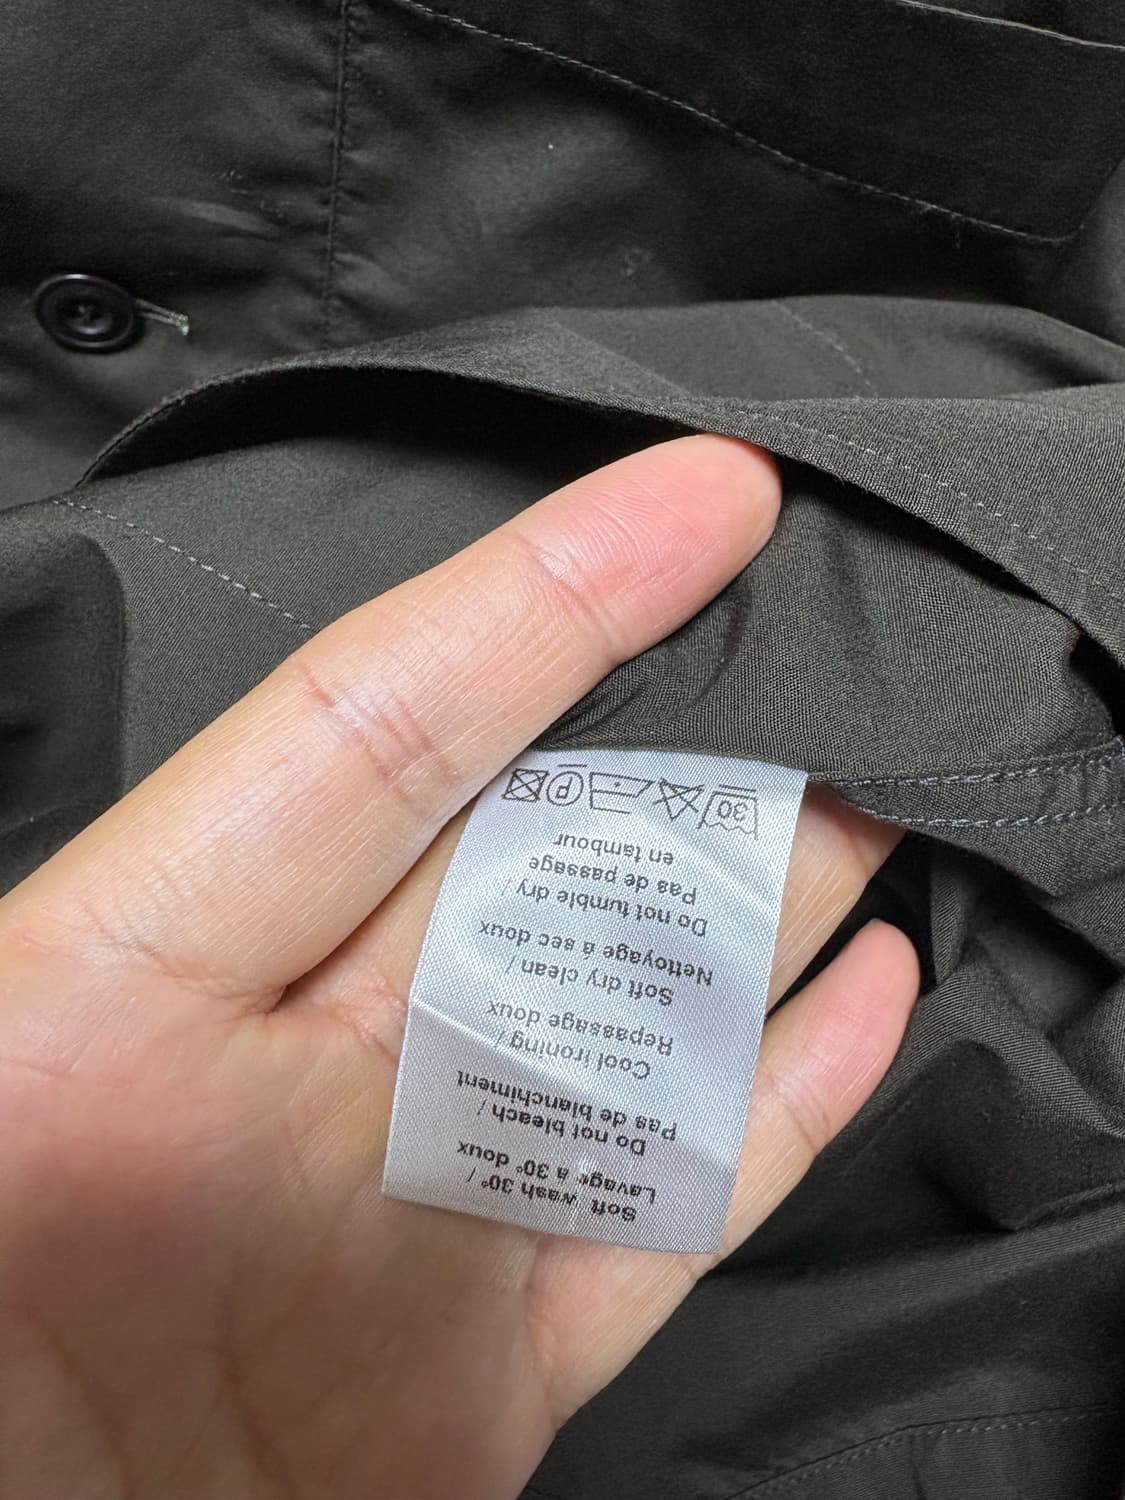 Soft wash 30°/
Lavage à 30° doux
Do not bleach
/
Pas de blanchiment
Cool ironing/
Repassage doux
Soft dry clean/
Nettoyage à sec doux
Do not tumble dry/
Pas de passage
en tambour
30 P